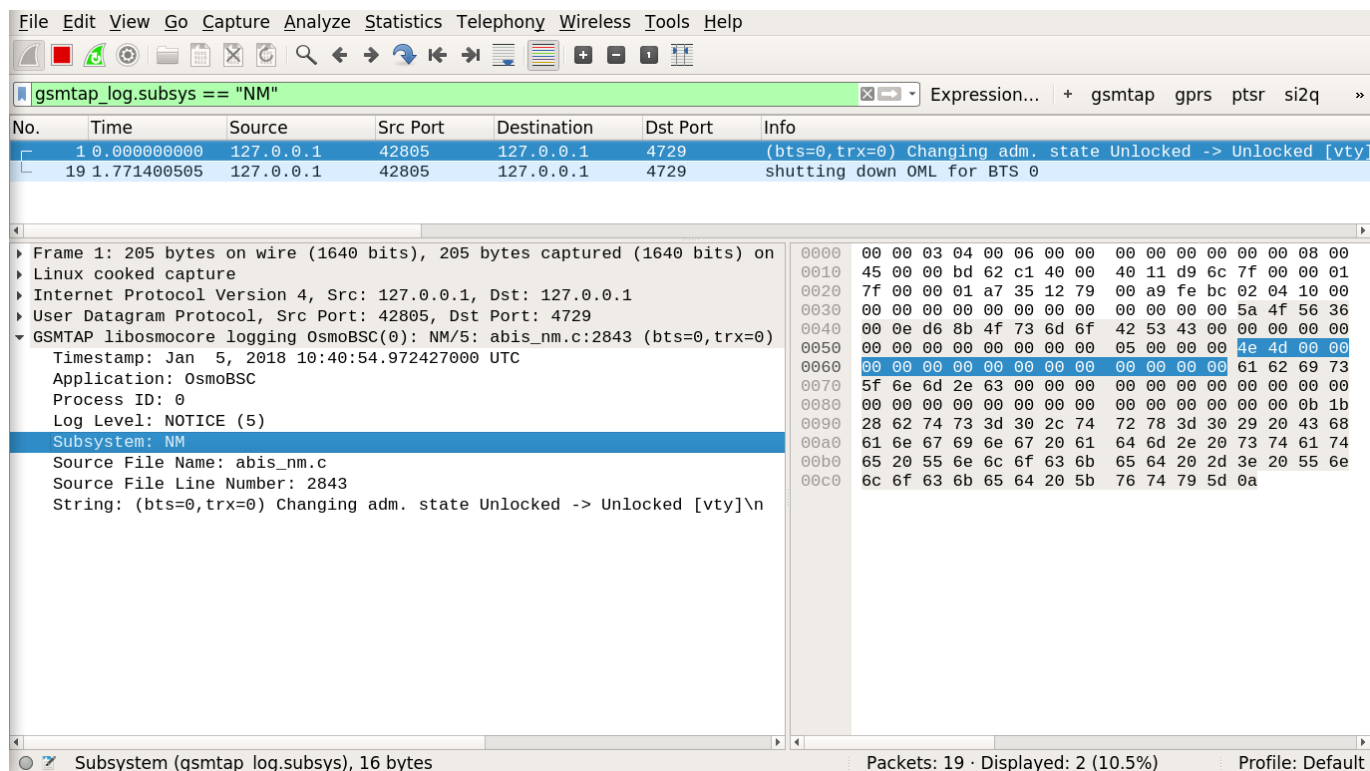 File Edit View Go Capture Analyze Statistics Telephony Wireless Tools Help
gsmtap_log.subsys == "NM" Expression... + gsmtap gprs ptsr si2q »
No. Time Source Src Port Destination Dst Port Info
1 0.000000000 127.0.0.1 42805 127.0.0.1 4729 (bts=0,trx=0) Changing adm. state Unlocked -> Unlocked [vty]
19 1.771400505 127.0.0.1 42805 127.0.0.1 4729 shutting down OML for BTS 0
Frame 1: 205 bytes on wire (1640 bits), 205 bytes captured (1640 bits) on
Linux cooked capture
Internet Protocol Version 4, Src: 127.0.0.1, Dst: 127.0.0.1
User Datagram Protocol, Src Port: 42805, Dst Port: 4729
GSMTAP libosmocore logging OsmoBSC(0): NM/5: abis_nm.c:2843 (bts=0,trx=0)
Timestamp: Jan 5, 2018 10:40:54.972427000 UTC
Application: OsmoBSC
Process ID: 0
Log Level: NOTICE (5)
Subsystem: NM
Source File Name: abis_nm.c
Source File Line Number: 2843
String: (bts=0,trx=0) Changing adm. state Unlocked -> Unlocked [vty]\n
0000 00 00 03 04 00 06 00 00 00 00 00 00 00 00 08 00
0010 45 00 00 bd 62 c1 40 00 40 11 d9 6c 7f 00 00 01
0020 7f 00 00 01 a7 35 12 79 00 a9 fe bc 02 04 10 00
0030 00 00 00 00 00 00 00 00 00 00 00 00 5a 4f 56 36
0040 00 0e d6 8b 4f 73 6d 6f 42 53 43 00 00 00 00 00
0050 00 00 00 00 00 00 00 00 05 00 00 00 4e 4d 00 00
0060 00 00 00 00 00 00 00 00 00 00 00 00 61 62 69 73
0070 5f 6e 6d 2e 63 00 00 00 00 00 00 00 00 00 00 00
0080 00 00 00 00 00 00 00 00 00 00 00 00 00 00 0b 1b
0090 28 62 74 73 3d 30 2c 74 72 78 3d 30 29 20 43 68
00a0 61 6e 67 69 6e 67 20 61 64 6d 2e 20 73 74 61 74
00b0 65 20 55 6e 6c 6f 63 6b 65 64 20 2d 3e 20 55 6e
00c0 6c 6f 63 6b 65 64 20 5b 76 74 79 5d 0a
Subsystem (gsmtap_log.subsys), 16 bytes Packets: 19 · Displayed: 2 (10.5%) Profile: Default